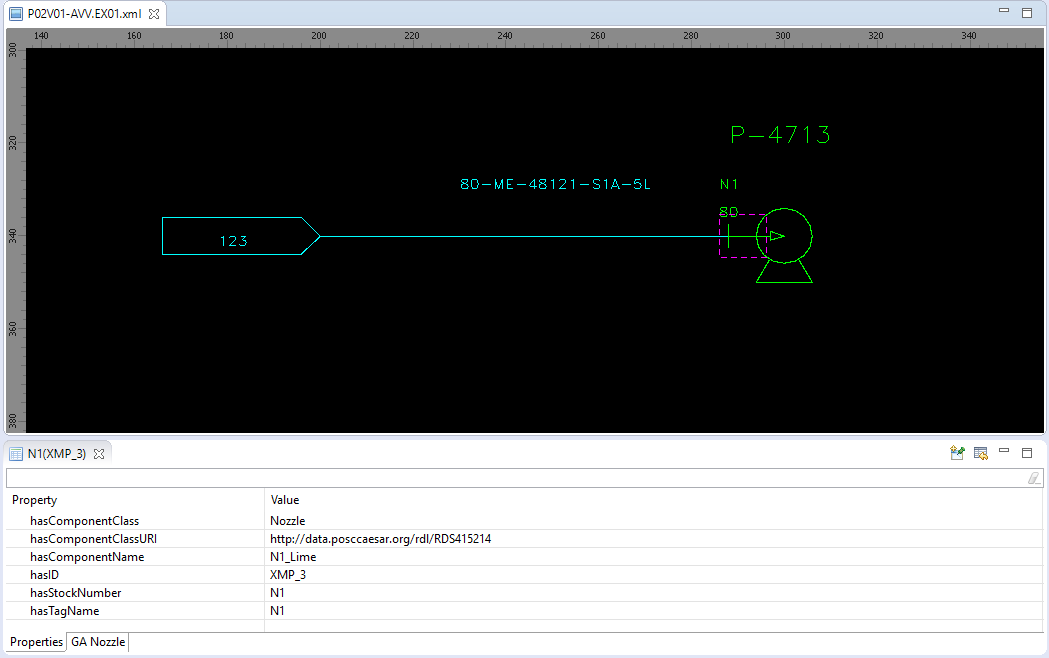 P02V01-AVV.EX01.xml
140 160 180 200 220 240 260 280 300 320 340
300
320
340
360
380
P-4713
80-ME-48121-S1A-5L
N1
80
123
N1(XMP_3)
Property Value
hasComponentClass Nozzle
hasComponentClassURI http://data.posccaesar.org/rdl/RDS415214
hasComponentName N1_Lime
hasID XMP_3
hasStockNumber N1
hasTagName N1
Properties GA Nozzle